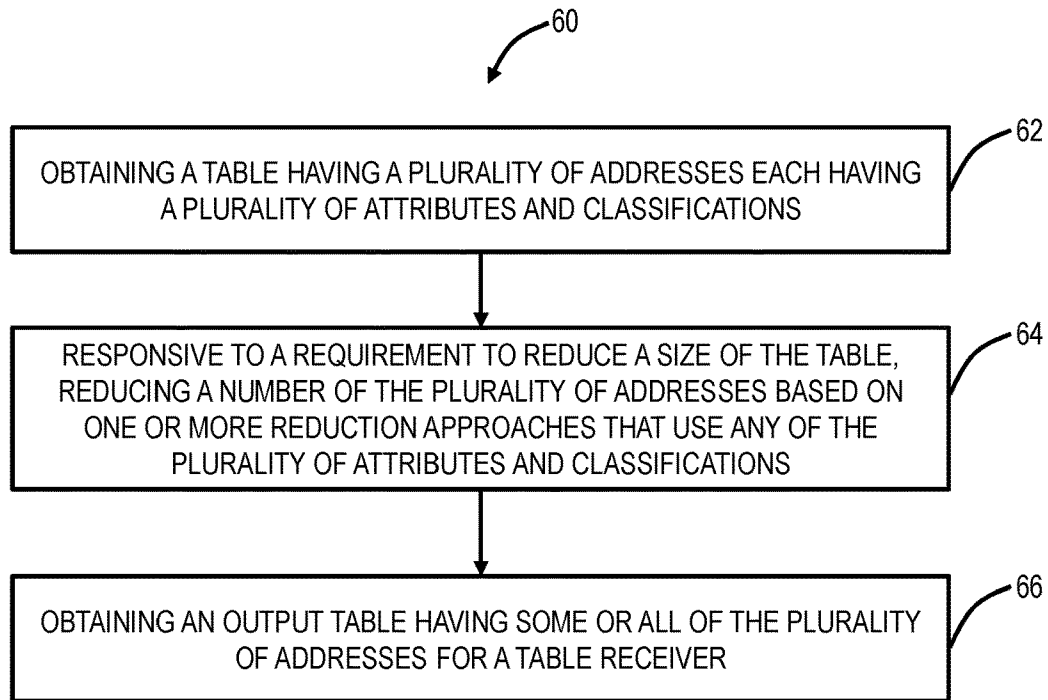 60
62
OBTAINING A TABLE HAVING A PLURALITY OF ADDRESSES EACH HAVING
A PLURALITY OF ATTRIBUTES AND CLASSIFICATIONS
64
RESPONSIVE TO A REQUIREMENT TO REDUCE A SIZE OF THE TABLE,
REDUCING A NUMBER OF THE PLURALITY OF ADDRESSES BASED ON
ONE OR MORE REDUCTION APPROACHES THAT USE ANY OF THE
PLURALITY OF ATTRIBUTES AND CLASSIFICATIONS
66
OBTAINING AN OUTPUT TABLE HAVING SOME OR ALL OF THE PLURALITY
OF ADDRESSES FOR A TABLE RECEIVER